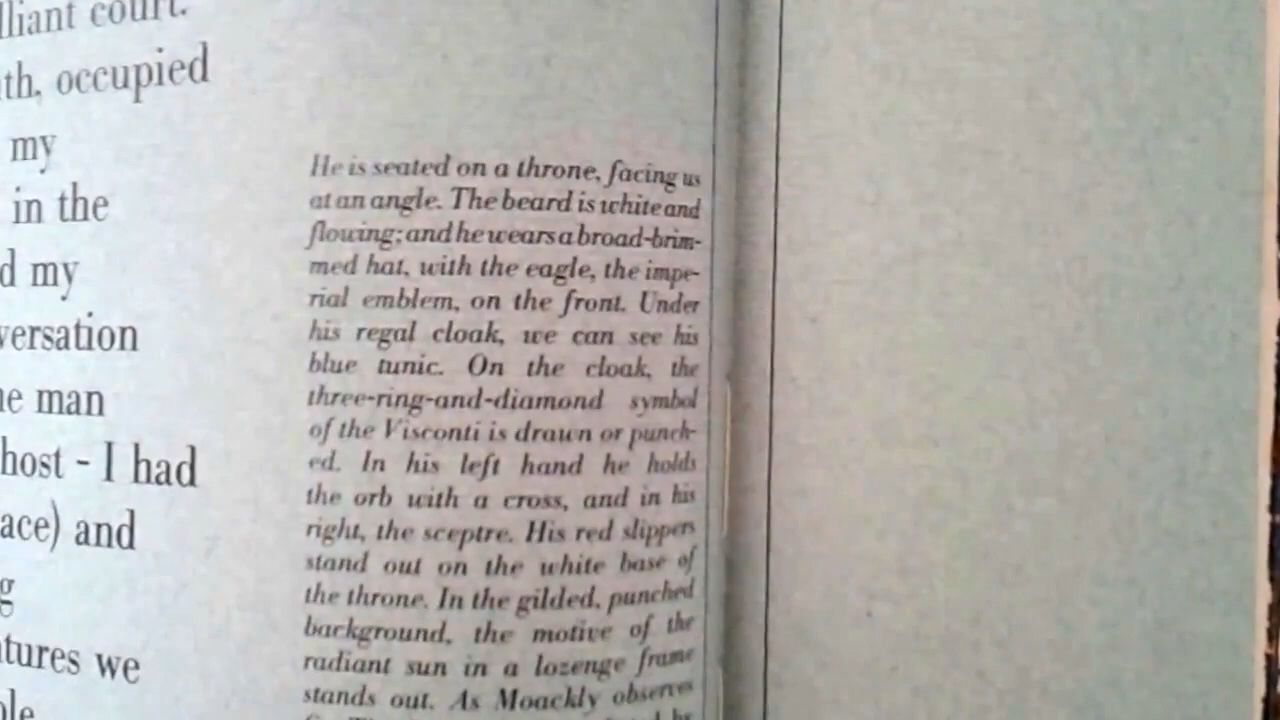 lliant court.
th, occupied
my
in the
d my
versation
e man
host - I had
ace) and
g
tures we
He is seated on a throne, facing us
at an angle. The beard is white and
flowing; and he wears a broad-brim-
med hat, with the eagle, the impe-
rial emblem, on the front. Under
his regal cloak, we can see his
blue tunic. On the cloak, the
three-ring-and-diamond symbol
of the Visconti is drawn or punch-
ed. In his left hand he holds
the orb with a cross, and in his
right, the sceptre. His red slippers
stand out on the white base of
the throne. In the gilded, punched
background, the motive of the
radiant sun in a lozenge frame
stands out. As Moackly observes